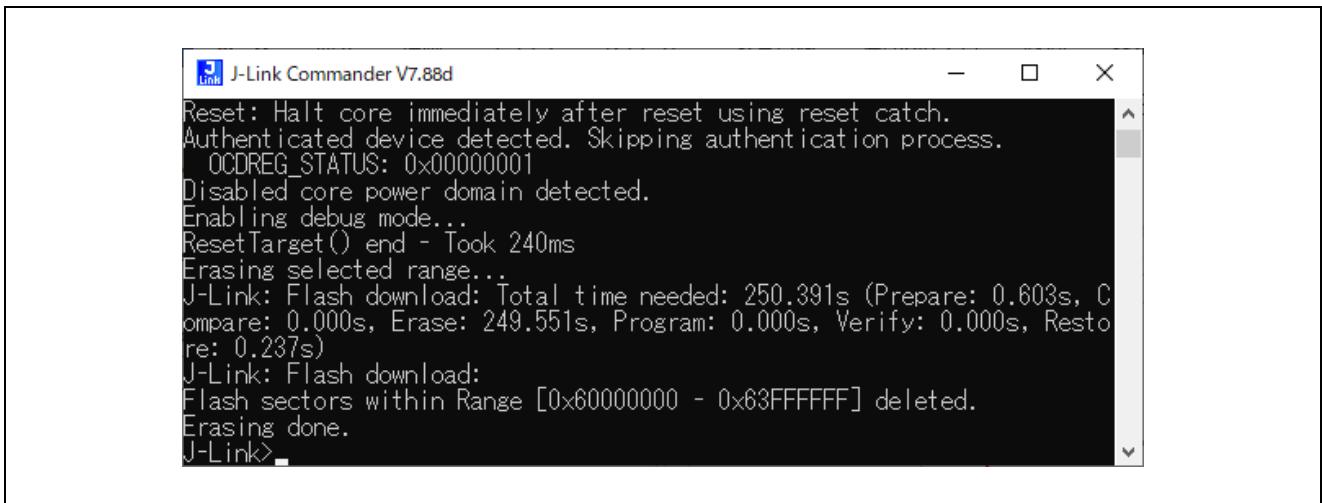 J-Link Commander V7.88d
Reset: Halt core immediately after reset using reset catch.
Authenticated device detected. Skipping authentication process.
  OCDREG_STATUS: 0x00000001
Disabled core power domain detected.
Enabling debug mode...
ResetTarget() end - Took 240ms
Erasing selected range...
J-Link: Flash download: Total time needed: 250.391s (Prepare: 0.603s, C
ompare: 0.000s, Erase: 249.551s, Program: 0.000s, Verify: 0.000s, Resto
re: 0.237s)
J-Link: Flash download:
Flash sectors within Range [0x60000000 - 0x63FFFFFF] deleted.
Erasing done.
J-Link>